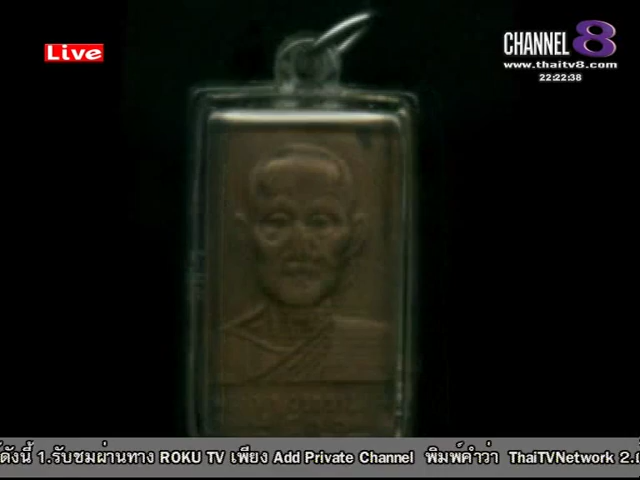 Live
CHANNEL 8
www.thaitv8.com
22:22:38
ดังนี้ 1.รับชมผ่านทาง ROKU TV เพียง Add Private Channel พิมพ์คำว่า ThaiTVNetwork 2.